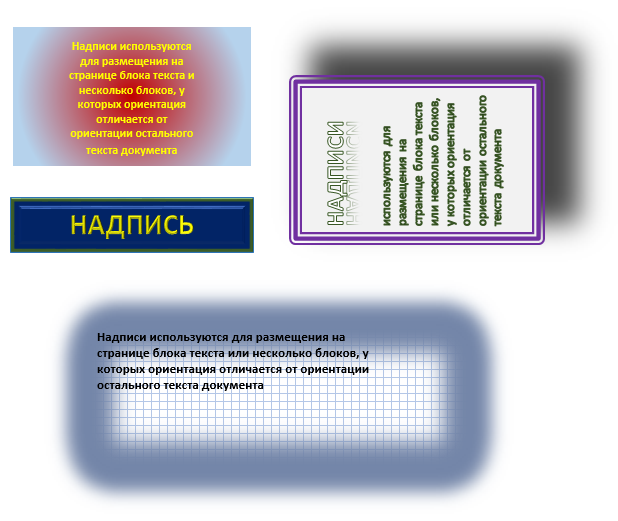 Надписи используются
для размещения на
странице блока текста и
несколько блоков, у
которых ориентация
отличается от
ориентации остального
текста документа
НАДПИСЬ
НАДПИСИ
используются для
размещения на
странице блока текста
или несколько блоков,
у которых ориентация
отличается от
ориентации остального
текста документа
Надписи используются для размещения на
странице блока текста или несколько блоков, у
которых ориентация отличается от ориентации
остального текста документа